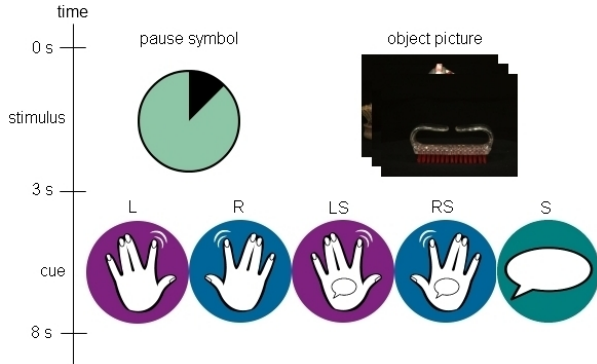 time
0 s
pause symbol
object picture
stimulus
3 s
L
R
LS
RS
S
cue
8 s